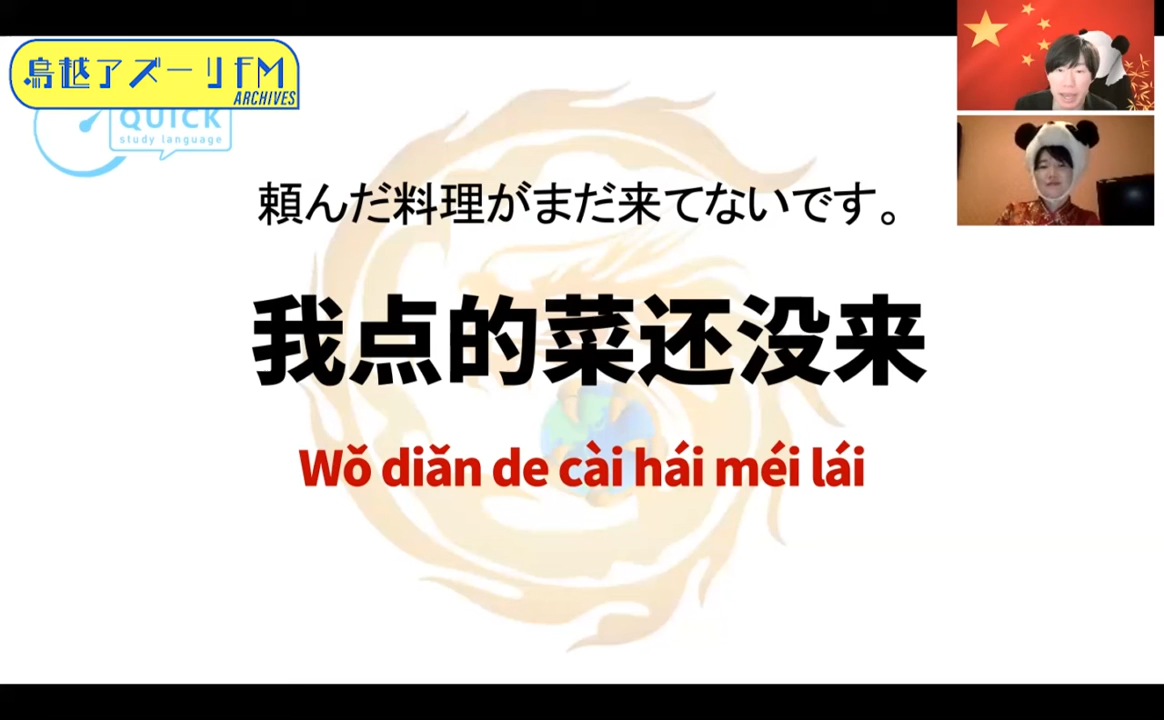 鳥越アズーリFM
ARCHIVES
QUICK
study language
頼んだ料理がまだ来てないです。
我点的菜还没来
Wǒ diǎn de cài hái méi lái